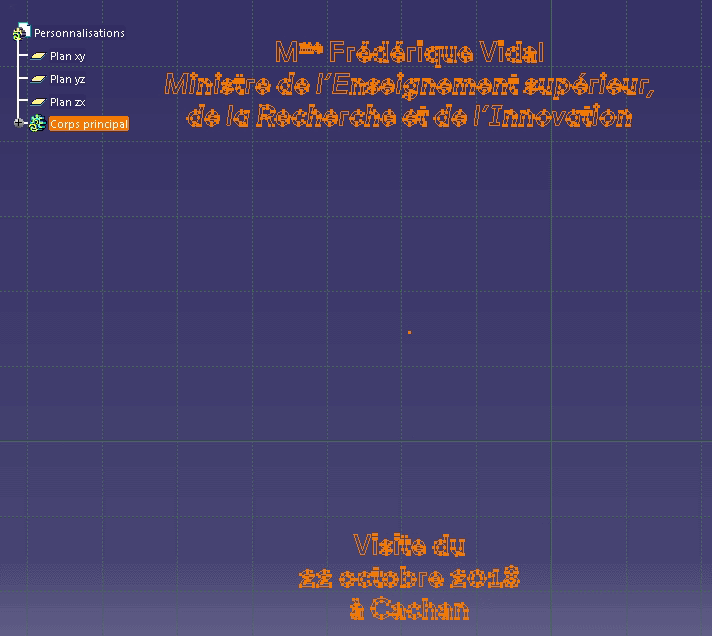 Personnalisations
Plan xy
Plan yz
Plan zx
Corps principal
Mme Frédérique Vidal
Ministre de l'Enseignement supérieur,
de la Recherche et de l'Innovation
Visite du
22 octobre 2018
à Cachan